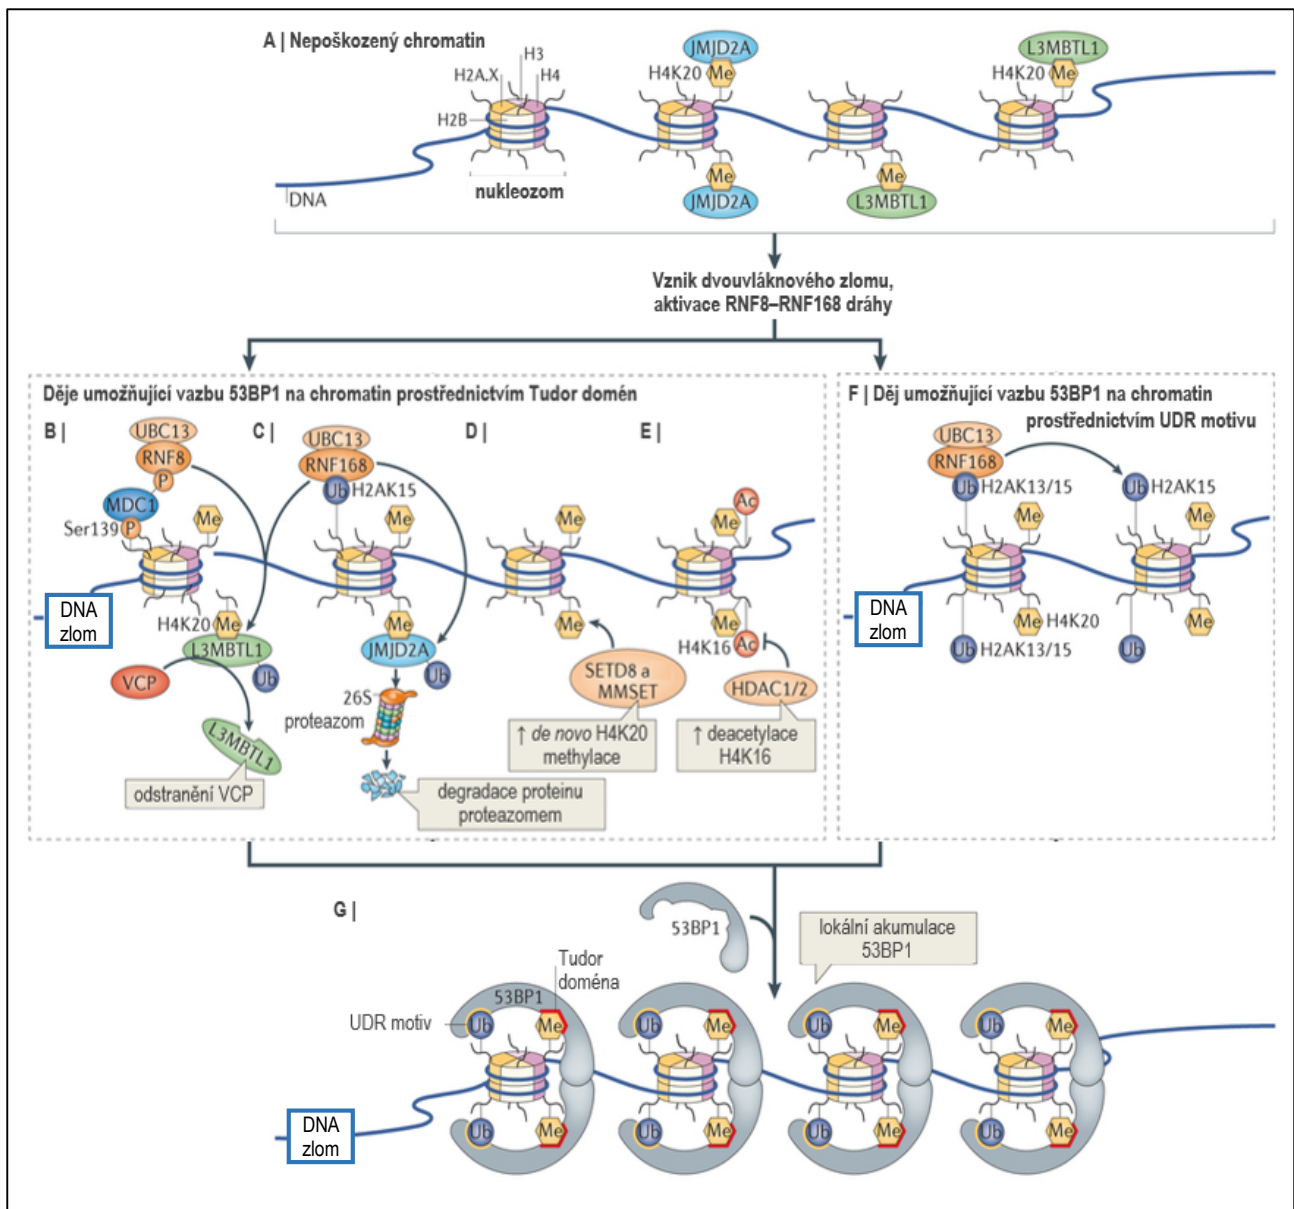 A | Nepoškozený chromatin
H3
H2A.X
H4
H2B
nukleozom
DNA
JMJD2A
H4K20 Me
Me
JMJD2A
Me
L3MBTL1
L3MBTL1
H4K20 Me
Vznik dvouvláknového zlomu,
aktivace RNF8–RNF168 dráhy
Děje umožňující vazbu 53BP1 na chromatin prostřednictvím Tudor domén
B |
UBC13
RNF8
P
MDC1
Ser139 P
Me
DNA
zlom
H4K20 Me
L3MBTL1
Ub
VCP
L3MBTL1
odstranění VCP
C |
UBC13
RNF168
Ub H2AK15
Me
Me
JMJD2A
Ub
26S
proteazom
degradace proteinu
proteazomem
D |
Me
Me
SETD8 a
MMSET
↑ de novo H4K20
methylace
E |
Ac
Me
Me
H4K16 Ac
HDAC1/2
↑ deacetylace
H4K16
F | Děj umožňující vazbu 53BP1 na chromatin
prostřednictvím UDR motivu
UBC13
RNF168
Ub H2AK13/15
Ub H2AK15
Me
Me
DNA
zlom
Me H4K20
Me
Ub H2AK13/15
Ub
G |
53BP1
lokální akumulace
53BP1
Tudor
doména
53BP1
UDR motiv
Ub Me
Ub Me
Ub Me
Ub Me
Ub Me
Ub Me
Ub Me
Ub Me
DNA
zlom